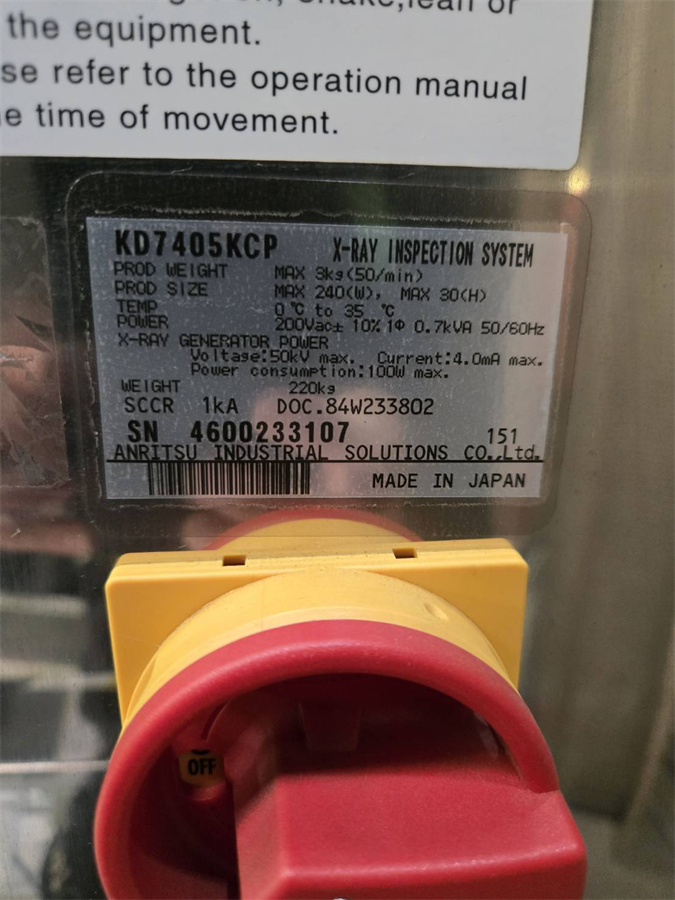 the equipment.
se refer to the operation manual
e time of movement.
KD7405KCP X-RAY INSPECTION SYSTEM
PROD WEIGHT MAX 3kg(50/min)
PROD SIZE MAX 240(W), MAX 30(H)
TEMP 0℃ to 35 ℃
POWER 200Vac± 10% 1Φ 0.7kVA 50/60Hz
X-RAY GENERATOR POWER
Voltage:50kV max. Current:4.0mA max.
Power consumption:100W max.
WEIGHT 220kg
SCCR 1kA DOC.84W233802
SN 4600233107 151
ANRITSU INDUSTRIAL SOLUTIONS CO.,Ltd.
MADE IN JAPAN
OFF